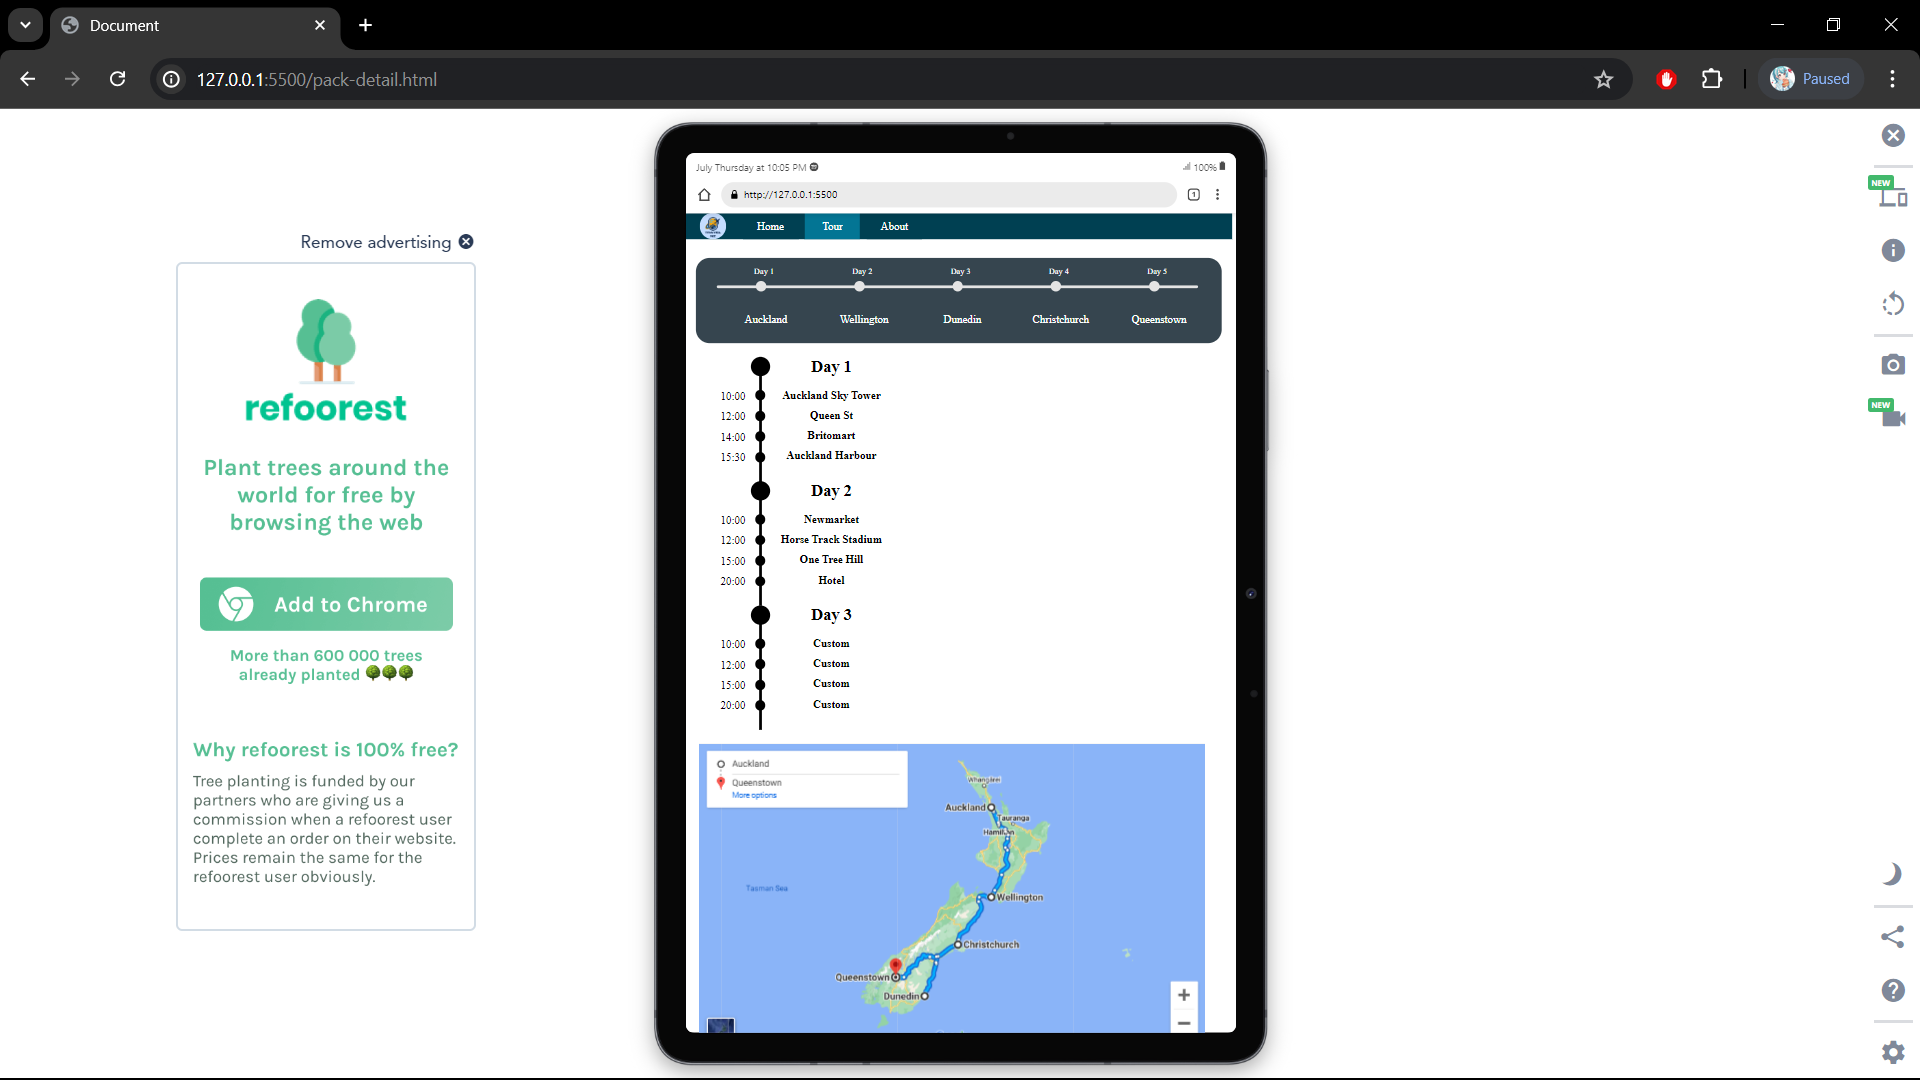 Document
127.0.0.1:5500/pack-detail.html
Paused
Remove advertising
refoorest
Plant trees around the
world for free by
browsing the web
Add to Chrome
More than 600 000 trees
already planted
Why refoorest is 100% free?
Tree planting is funded by our
partners who are giving us a
commission when a refoorest user
complete an order on their website.
Prices remain the same for the
refoorest user obviously.
July Thursday at 10:05 PM
100%
http://127.0.0.1:5500
1
Home Tour About
Day 1 Day 2 Day 3 Day 4 Day 5
Auckland Wellington Dunedin Christchurch Queenstown
Day 1
10:00 Auckland Sky Tower
12:00 Queen St
14:00 Britomart
15:30 Auckland Harbour
Day 2
10:00 Newmarket
12:00 Horse Track Stadium
15:00 One Tree Hill
20:00 Hotel
Day 3
10:00 Custom
12:00 Custom
15:00 Custom
20:00 Custom
Auckland
Queenstown
More options
Whangārei
Auckland
Tauranga
Hamilton
Tasman Sea
Wellington
Christchurch
Queenstown
Dunedin
NEW
NEW